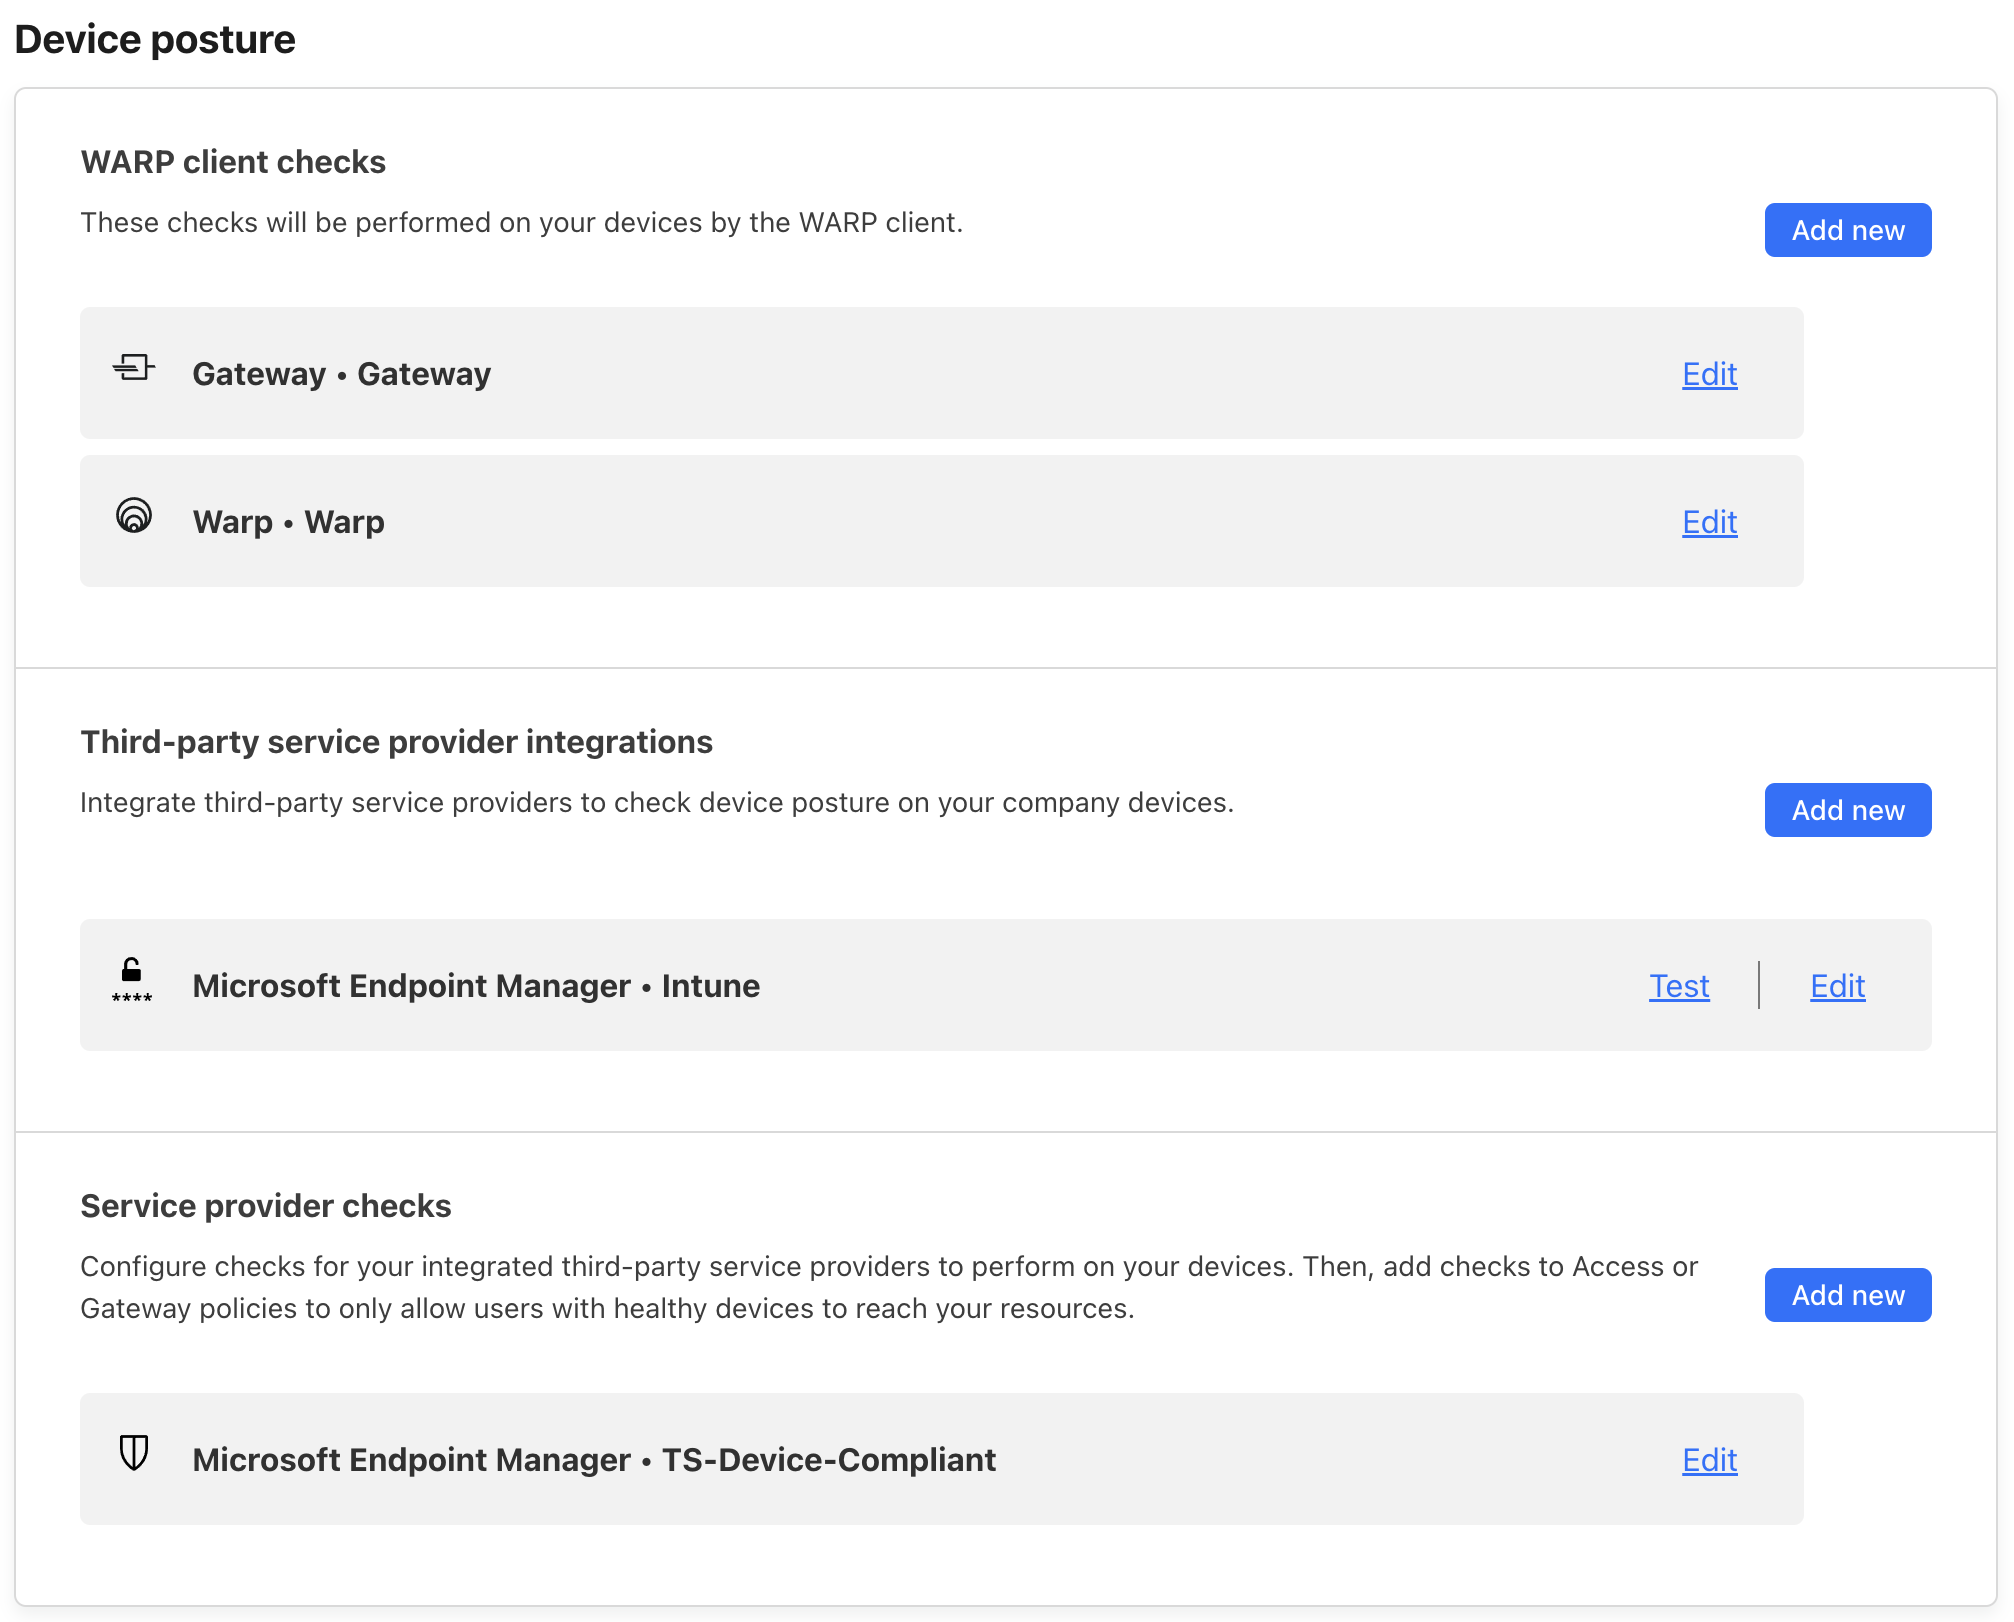 Device posture
WARP client checks
These checks will be performed on your devices by the WARP client.
Add new
Gateway • Gateway
Edit
Warp • Warp
Edit
Third-party service provider integrations
Integrate third-party service providers to check device posture on your company devices.
Add new
****
Microsoft Endpoint Manager • Intune
Test
Edit
Service provider checks
Configure checks for your integrated third-party service providers to perform on your devices. Then, add checks to Access or
Gateway policies to only allow users with healthy devices to reach your resources.
Add new
Microsoft Endpoint Manager • TS-Device-Compliant
Edit